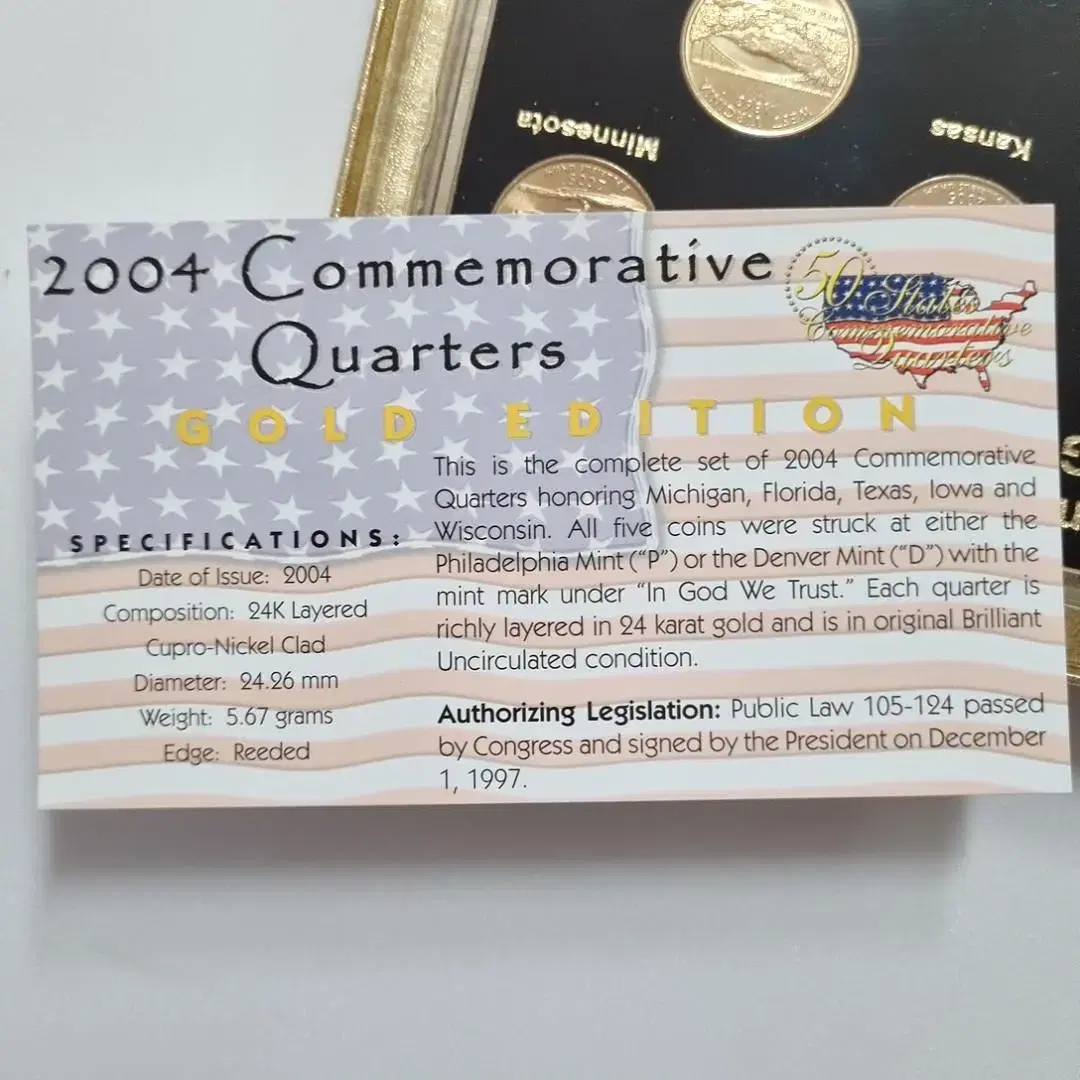 NEW RIVER
WEST VIRGINIA
Minnesota
Kansas
2005
2004 Commemorative
Quarters
GOLD EDITION
50 States
Commemorative
Quarters
SPECIFICATIONS:
Date of Issue: 2004
Composition: 24K Layered
Cupro-Nickel Clad
Diameter: 24.26 mm
Weight: 5.67 grams
Edge: Reeded
This is the complete set of 2004 Commemorative
Quarters honoring Michigan, Florida, Texas, Iowa and
Wisconsin. All five coins were struck at either the
Philadelphia Mint ("P") or the Denver Mint ("D") with the
mint mark under "In God We Trust." Each quarter is
richly layered in 24 karat gold and is in original Brilliant
Uncirculated condition.
Authorizing Legislation: Public Law 105-124 passed
by Congress and signed by the President on December
1, 1997.